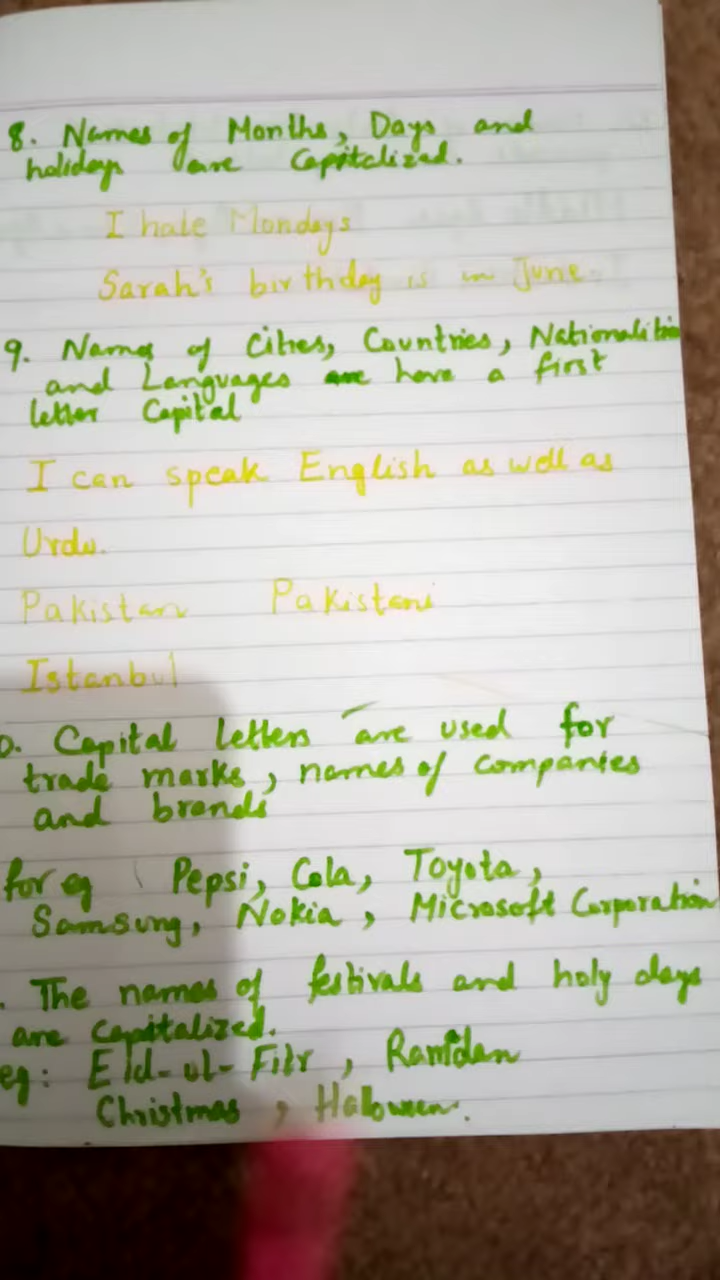 8. Names of Months, Days and
holidays are Capitalized.
I hate Mondays
Sarah's birthday is in June.
9. Names of Cities, Countries, Nationalities
and Languages are have a first
letter Capital
I can speak English as well as
Urdu.
Pakistan Pakistani
Istanbul
0. Capital letters are used for
trade marks, names of companies
and brands
for eg Pepsi, Cola, Toyota,
Samsung, Nokia, Microsoft Corporation
. The names of festivals and holy days
are capitalized.
eg: Eid-ul-Fitr, Ramdan
Christmas, Halloween.